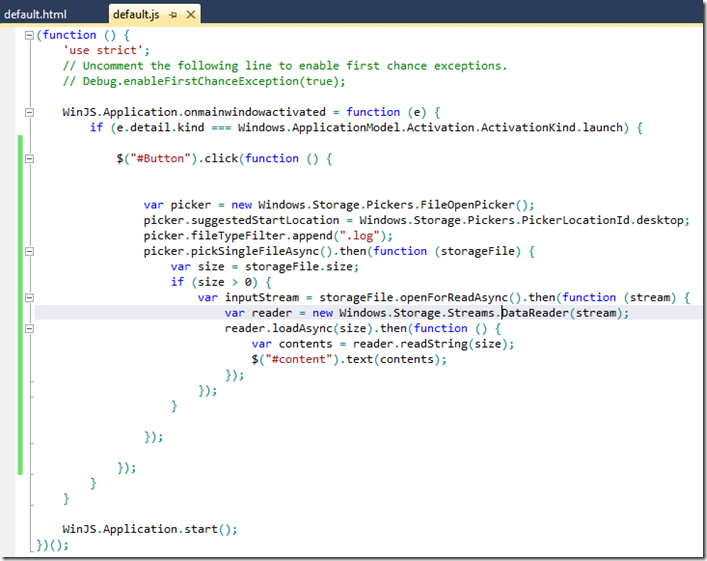 default.html default.js
(function () {
    'use strict';
    // Uncomment the following line to enable first chance exceptions.
    // Debug.enableFirstChanceException(true);
    WinJS.Application.onmainwindowactivated = function (e) {
        if (e.detail.kind === Windows.ApplicationModel.Activation.ActivationKind.launch) {
            $("#Button").click(function () {
                var picker = new Windows.Storage.Pickers.FileOpenPicker();
                picker.suggestedStartLocation = Windows.Storage.Pickers.PickerLocationId.desktop;
                picker.fileTypeFilter.append(".log");
                picker.pickSingleFileAsync().then(function (storageFile) {
                    var size = storageFile.size;
                    if (size > 0) {
                        var inputStream = storageFile.openForReadAsync().then(function (stream) {
                            var reader = new Windows.Storage.Streams.DataReader(stream);
                            reader.loadAsync(size).then(function () {
                                var contents = reader.readString(size);
                                $("#content").text(contents);
                            });
                        });
                    }
                });
            });
        }
    }
    WinJS.Application.start();
})();